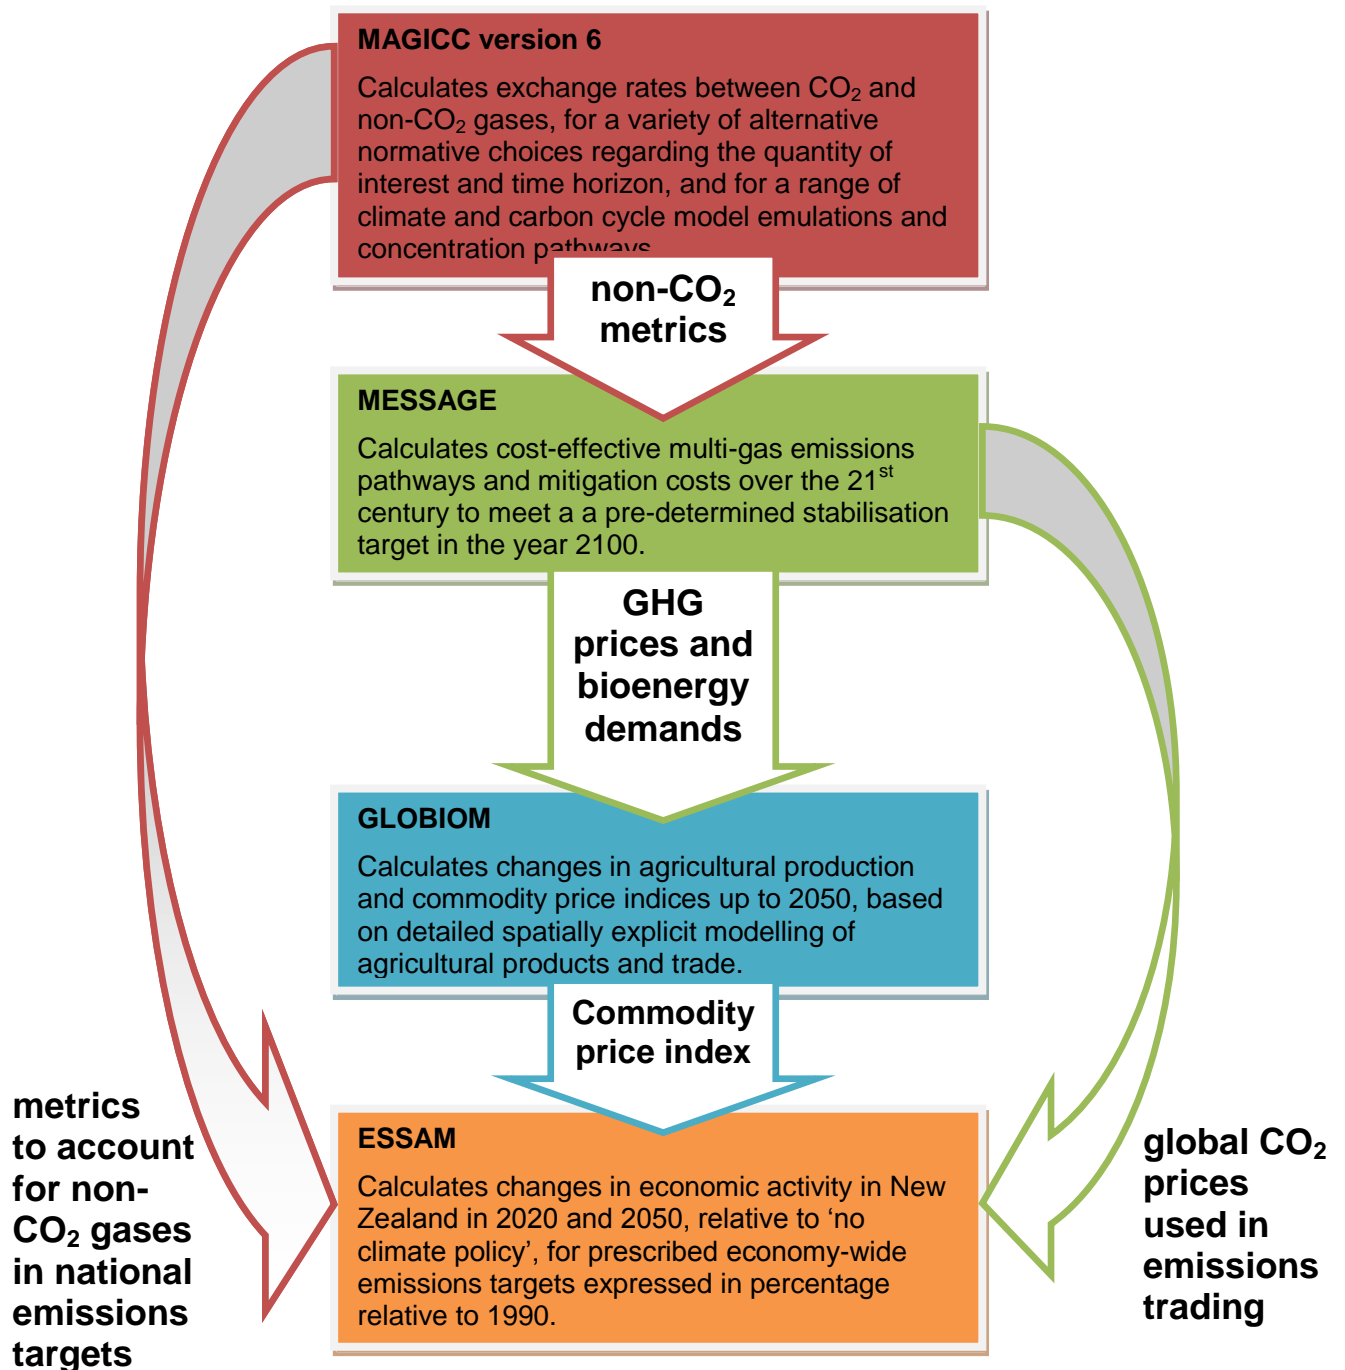 MAGICC version 6
Calculates exchange rates between CO₂ and
non-CO₂ gases, for a variety of alternative
normative choices regarding the quantity of
interest and time horizon, and for a range of
climate and carbon cycle model emulations and
concentration pathways
non-CO₂
metrics
MESSAGE
Calculates cost-effective multi-gas emissions
pathways and mitigation costs over the 21ˢᵗ
century to meet a a pre-determined stabilisation
target in the year 2100.
GHG
prices and
bioenergy
demands
GLOBIOM
Calculates changes in agricultural production
and commodity price indices up to 2050, based
on detailed spatially explicit modelling of
agricultural products and trade.
Commodity
price index
ESSAM
Calculates changes in economic activity in New
Zealand in 2020 and 2050, relative to ‘no
climate policy’, for prescribed economy-wide
emissions targets expressed in percentage
relative to 1990.
metrics
to account
for non-
CO₂ gases
in national
emissions
targets
global CO₂
prices
used in
emissions
trading